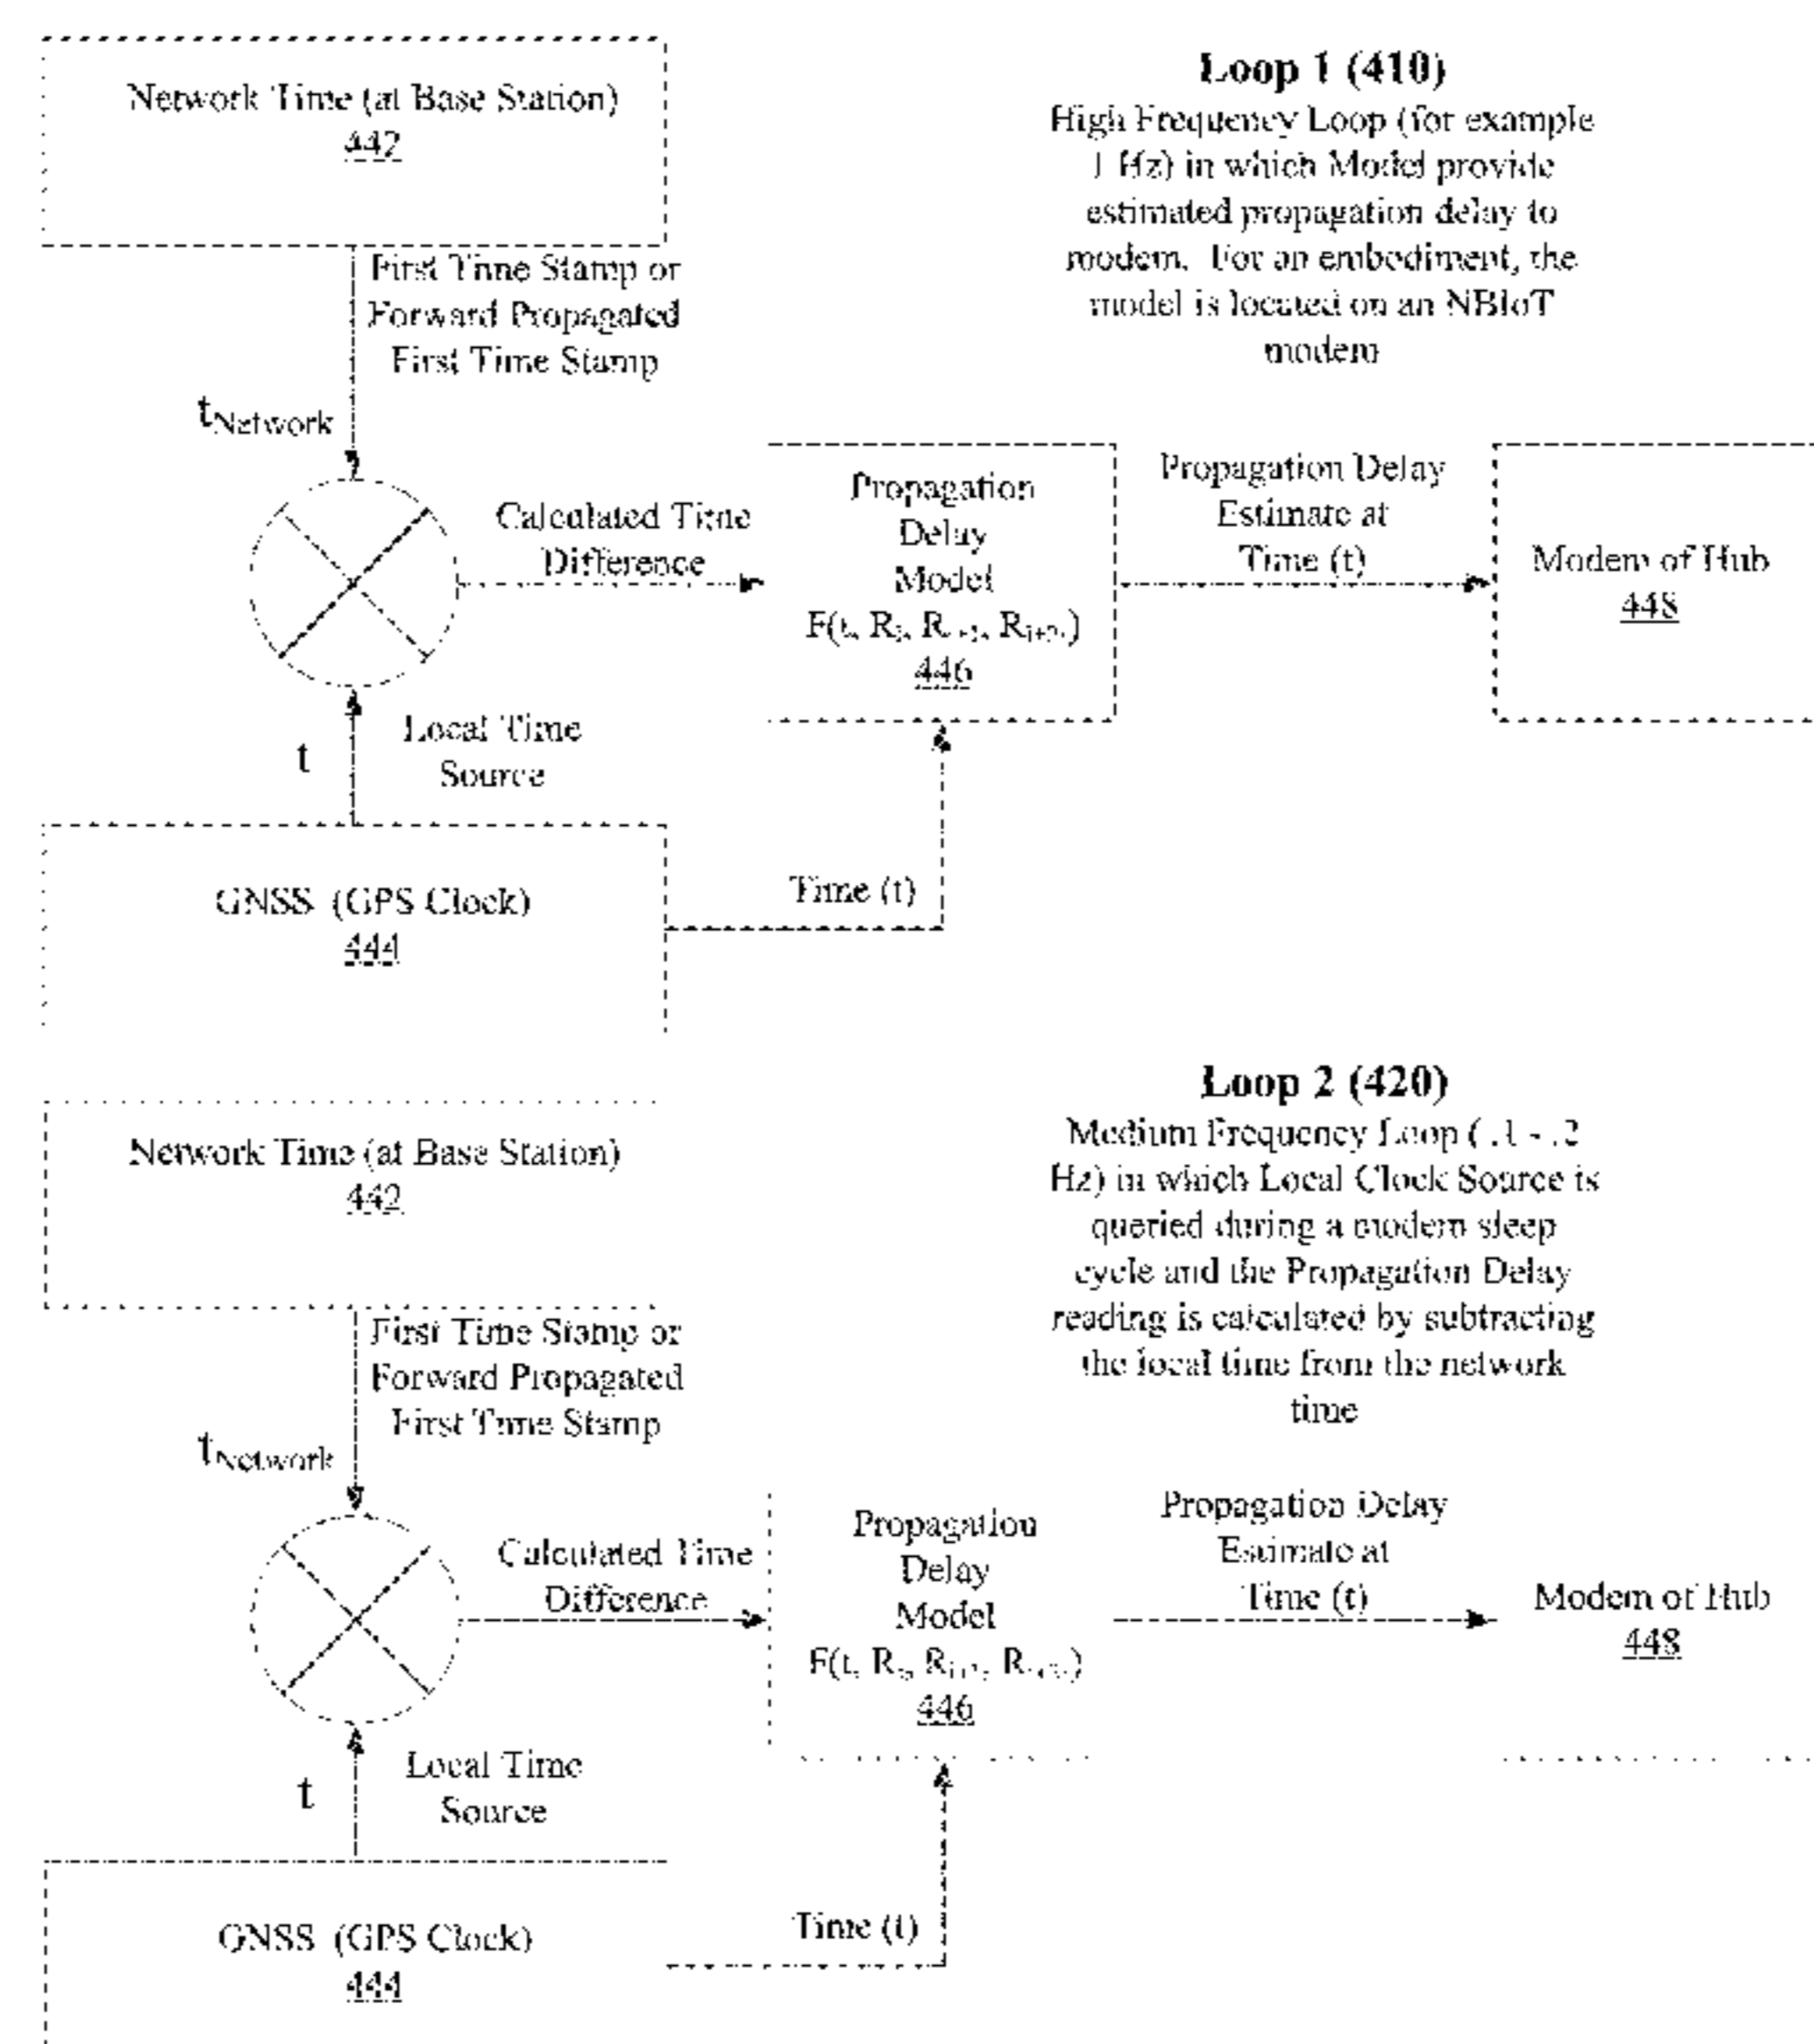 Network Time (at Base Station)
442
First Time Stamp or
Forward Propagated
First Time Stamp
tNetwork
Loop 1 (410)
High Frequency Loop (for example
1 Hz) in which Model provide
estimated propagation delay to
modem. For an embodiment, the
model is located on an NBIoT
modem
Calculated Time
Difference
Propagation
Delay
Model
F(t, Ri,
446
Propagation Delay
Estimate at
Time (t)
Modem of Hub
448
t
Local Time
Source
GNSS (GPS Clock)
444
Time (t)
Loop 2 (420)
Medium Frequency Loop ( .1 - .2
Hz) in which Local Clock Source is
queried during a modem sleep
cycle and the Propagation Delay
reading is calculated by subtracting
the local time from the network
time
Network Time (at Base Station)
442
First Time Stamp or
Forward Propagated
First Time Stamp
tNetwork
Calculated Time
Difference
Propagation
Delay
Model
F(t,
446
Propagation Delay
Estimate at
Time (t)
Modem of Hub
448
t
Local Time
Source
GNSS (GPS Clock)
444
Time (t)